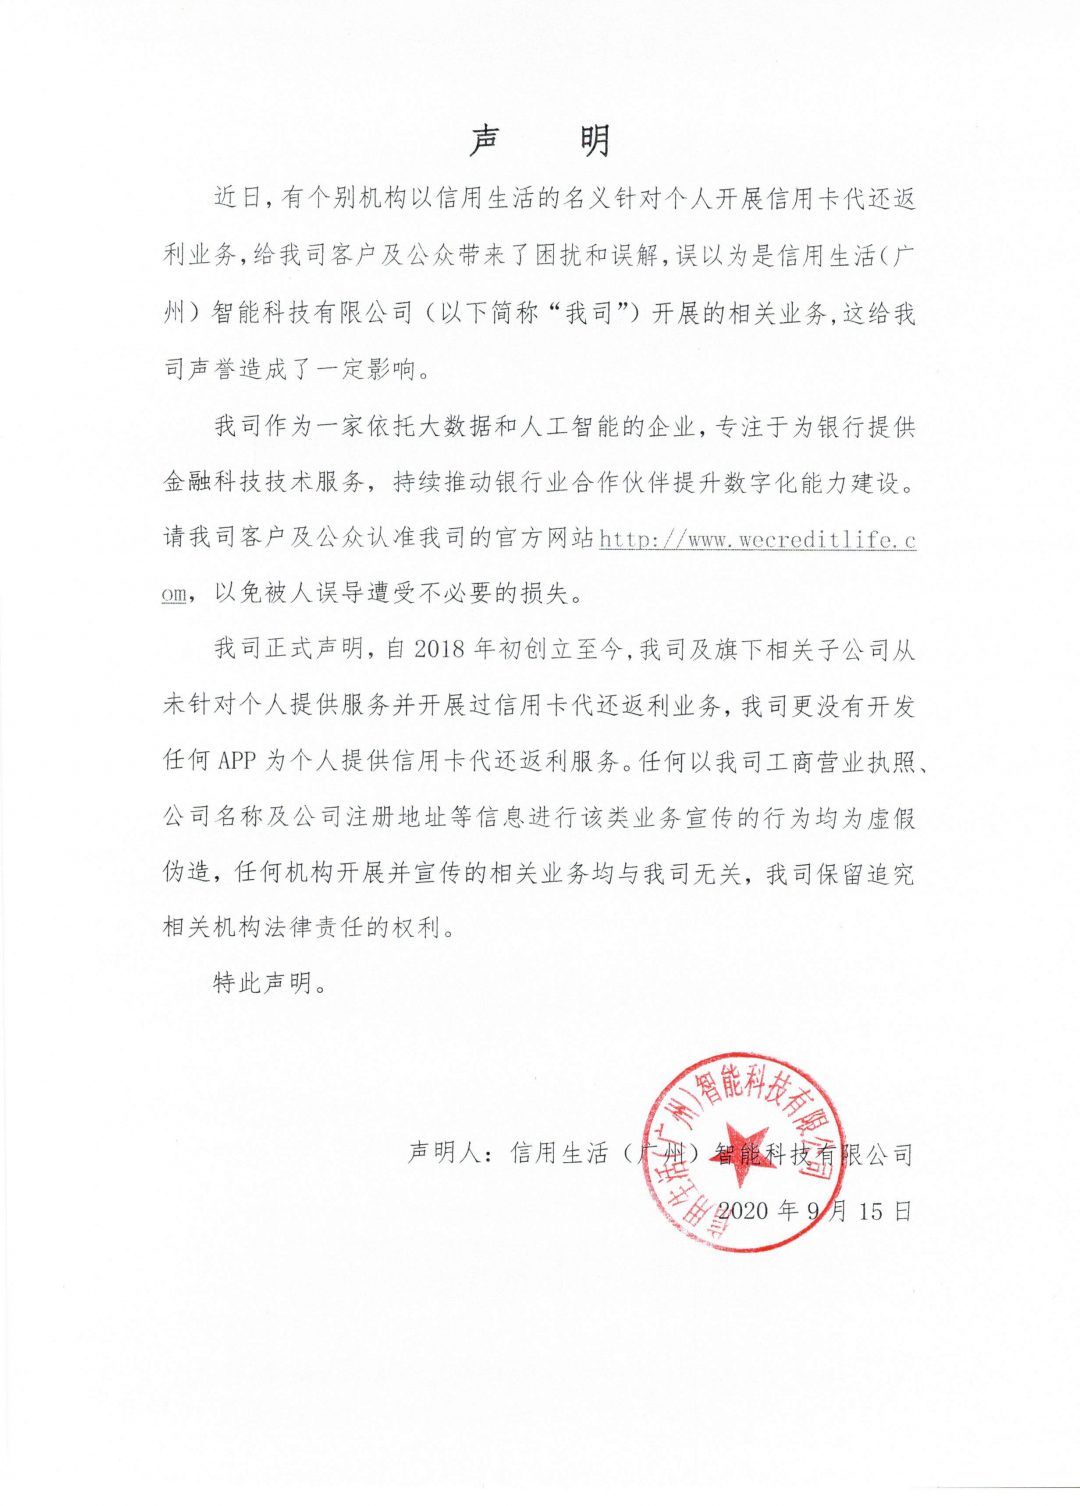 声 明
近日，有个别机构以信用生活的名义针对个人开展信用卡代还返
利业务，给我司客户及公众带来了困扰和误解，误以为是信用生活（广
州）智能科技有限公司（以下简称“我司”）开展的相关业务，这给我
司声誉造成了一定影响。
我司作为一家依托大数据和人工智能的企业，专注于为银行提供
金融科技技术服务，持续推动银行业合作伙伴提升数字化能力建设。
请我司客户及公众认准我司的官方网站http://www.wecreditlife.c
om，以免被人误导遭受不必要的损失。
我司正式声明，自 2018 年初创立至今，我司及旗下相关子公司从
未针对个人提供服务并开展过信用卡代还返利业务，我司更没有开发
任何 APP 为个人提供信用卡代还返利服务。任何以我司工商营业执照、
公司名称及公司注册地址等信息进行该类业务宣传的行为均为虚假
伪造，任何机构开展并宣传的相关业务均与我司无关，我司保留追究
相关机构法律责任的权利。
特此声明。
声明人：信用生活（广州）智能科技有限公司
2020 年 9 月 15 日
信用生活(广州)智能科技有限公司